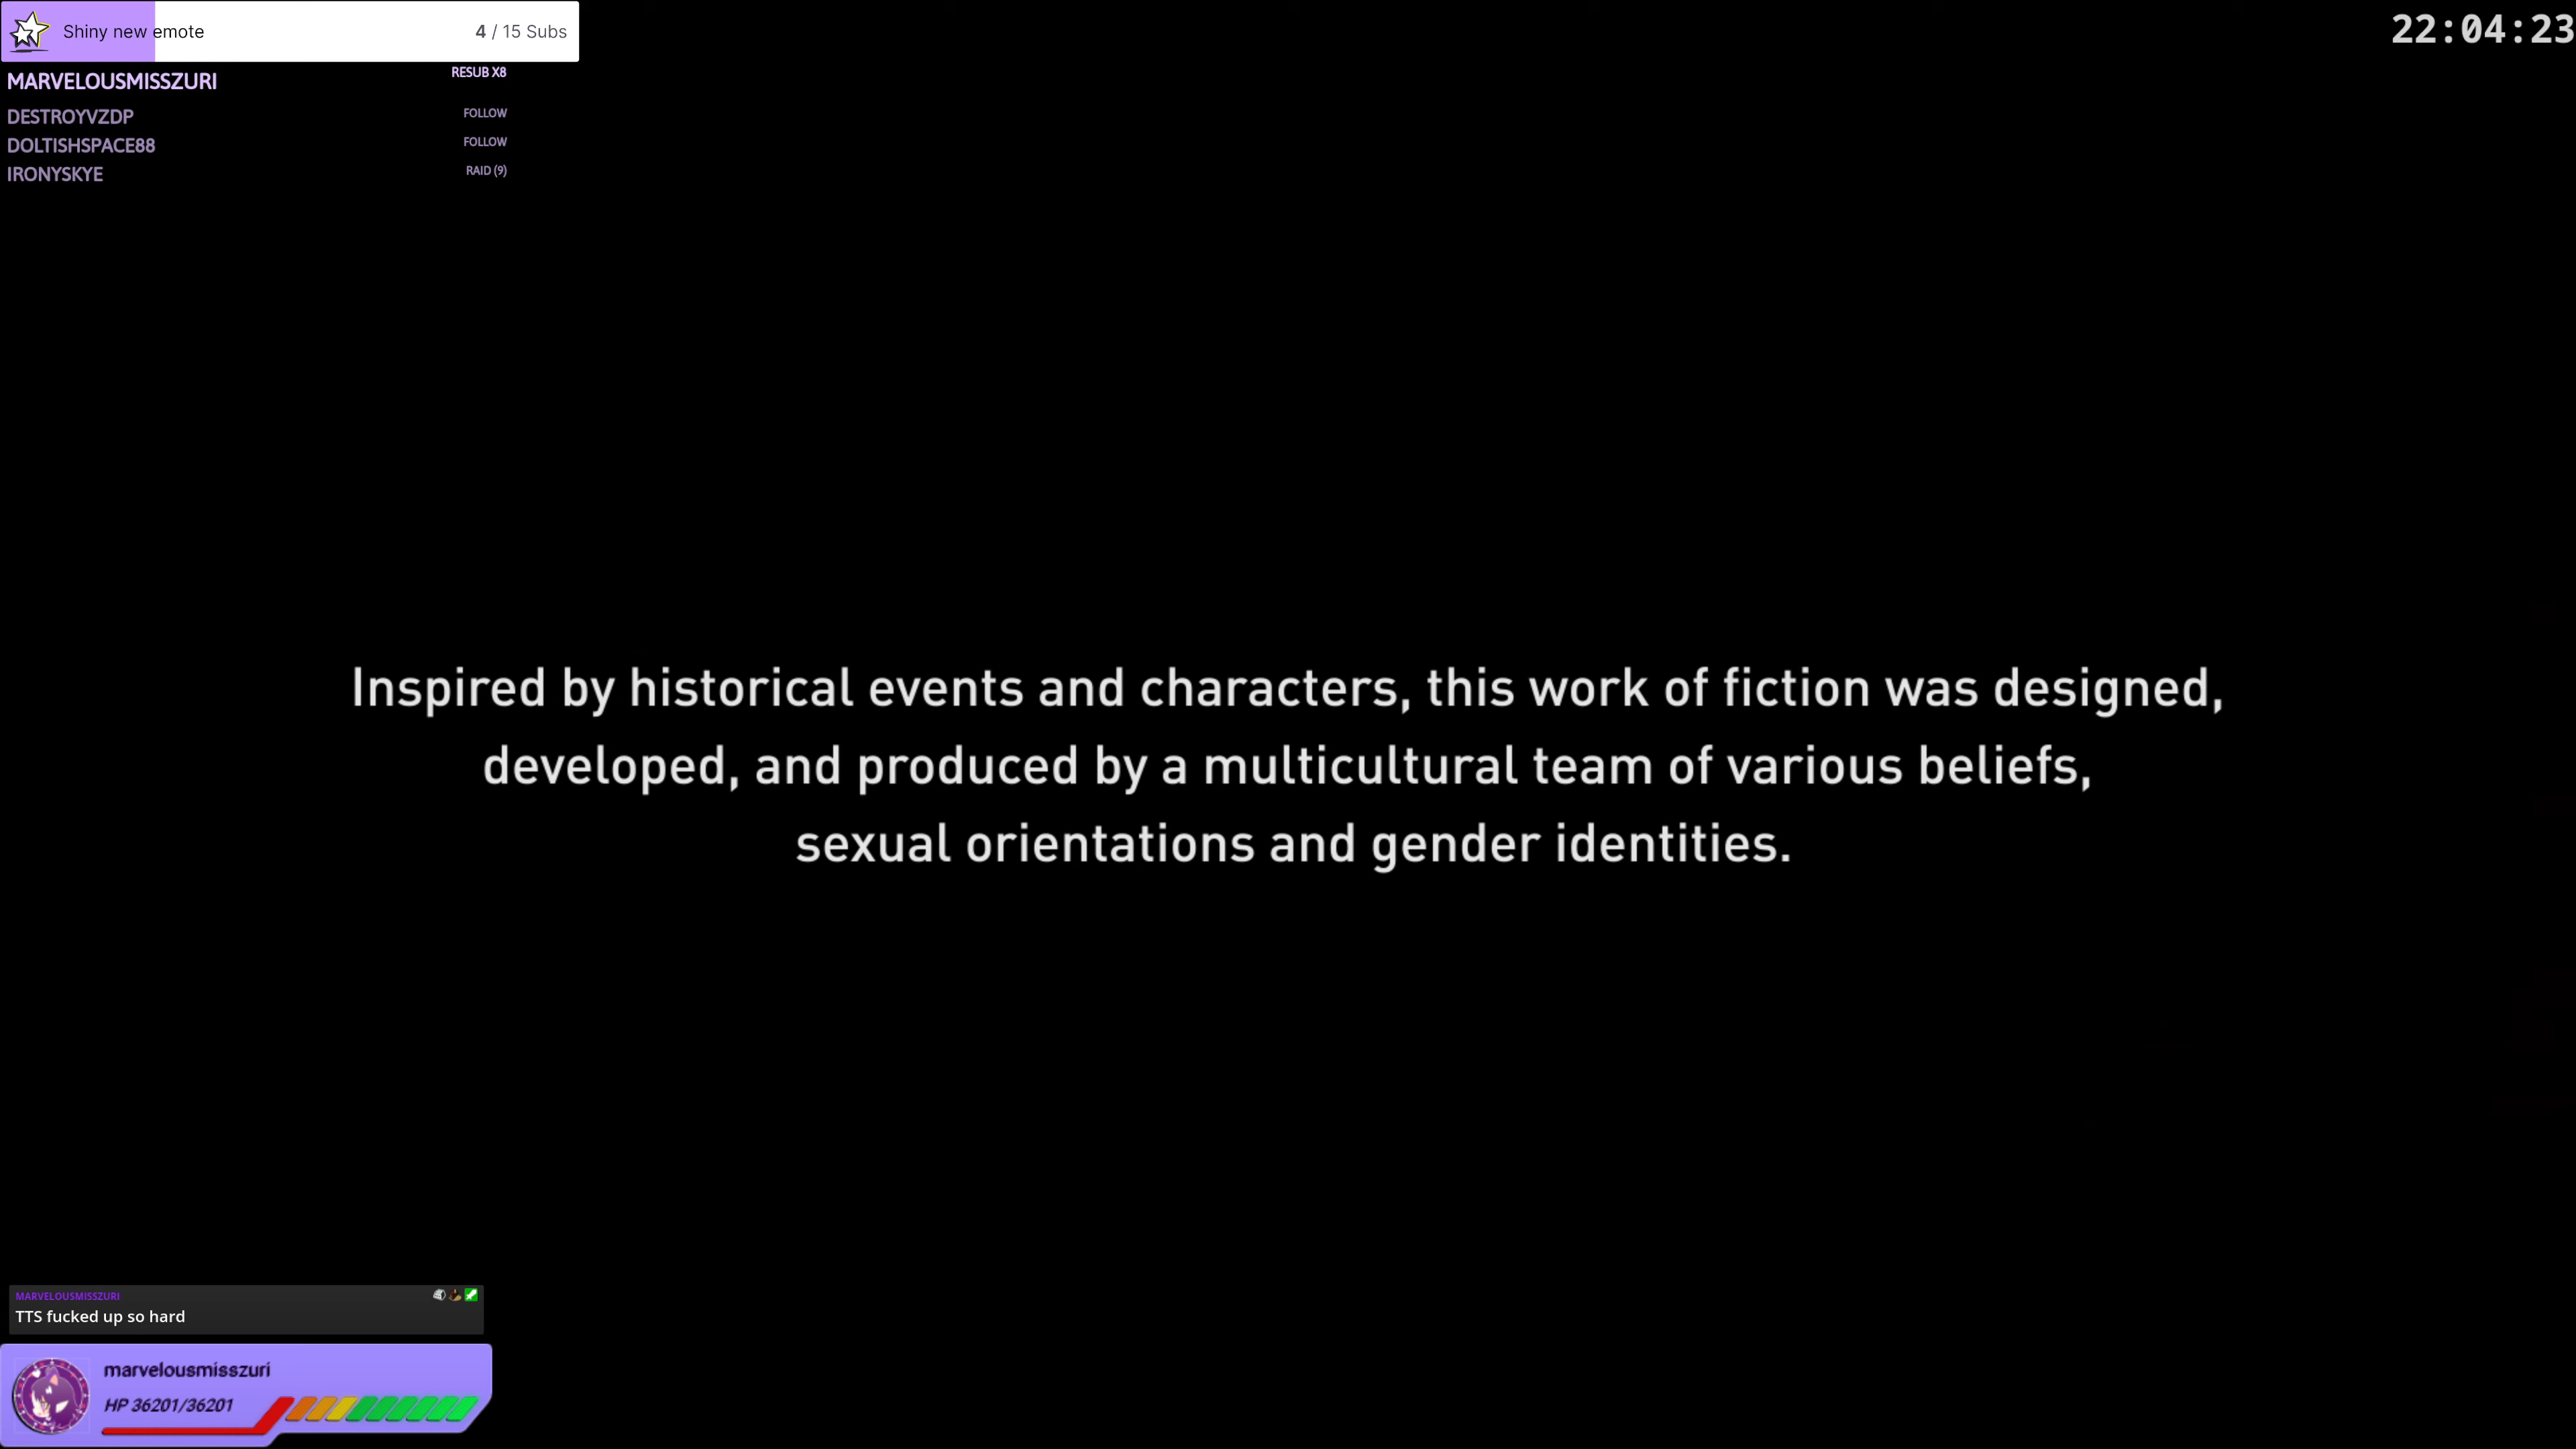 Shiny new emote 4 / 15 Subs
22:04:23
MARVELOUSMISSZURI RESUB X8
DESTROYVZDP FOLLOW
DOLTISHSPACE88 FOLLOW
IRONYSKYE RAID (9)
Inspired by historical events and characters, this work of fiction was designed,
developed, and produced by a multicultural team of various beliefs,
sexual orientations and gender identities.
MARVELOUSMISSZURI
TTS fucked up so hard
marvelousmisszuri
HP 36201/36201